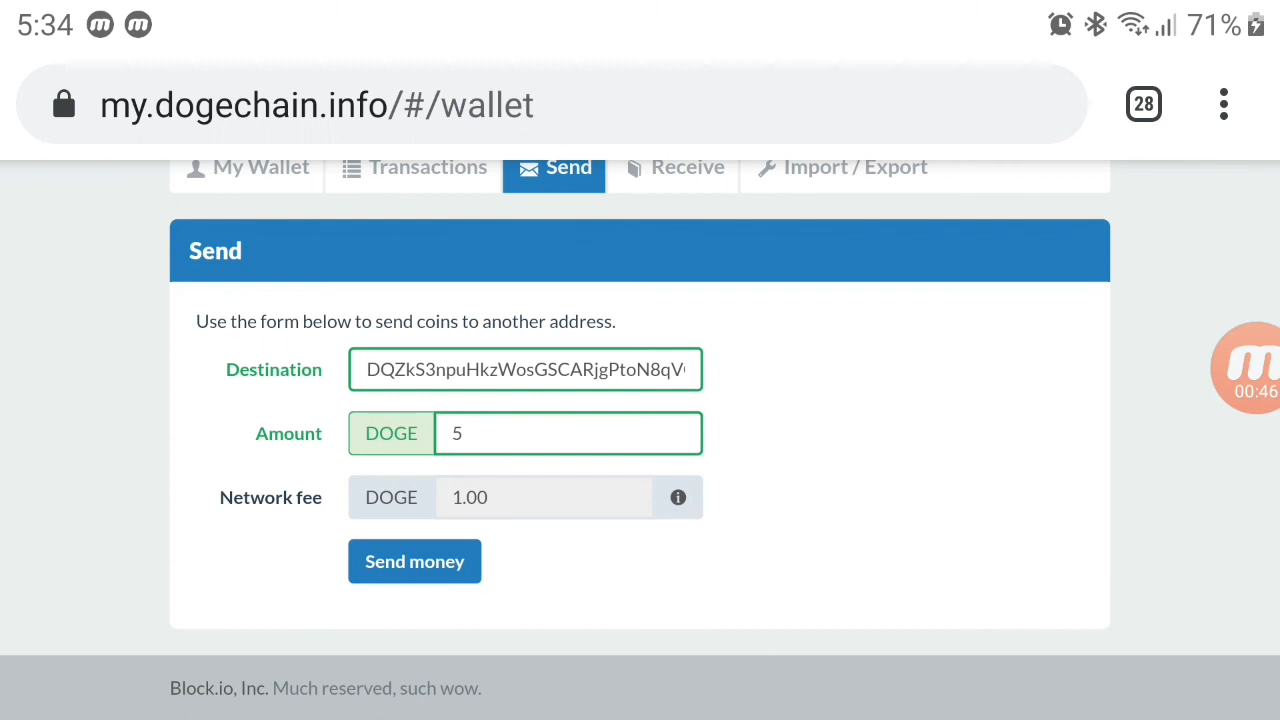 5:34 71%
my.dogechain.info/#/wallet 28
My Wallet Transactions Send Receive Import / Export
Send
Use the form below to send coins to another address.
Destination DQZkS3npuHkzWosGSCARjgPtoN8qV
Amount DOGE 5
00:46
Network fee DOGE 1.00
Send money
Block.io, Inc. Much reserved, such wow.